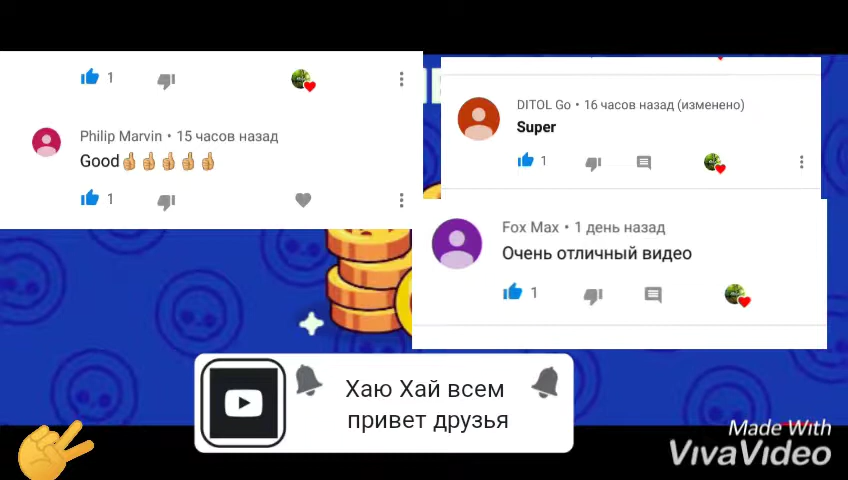 1
Philip Marvin • 15 часов назад
Good👍🏼👍🏼👍🏼👍🏼👍🏼
1
DITOL Go • 16 часов назад (изменено)
Super
1
Fox Max • 1 день назад
Очень отличный видео
1
Хаю Хай всем
привет друзья
Made With
VivaVideo